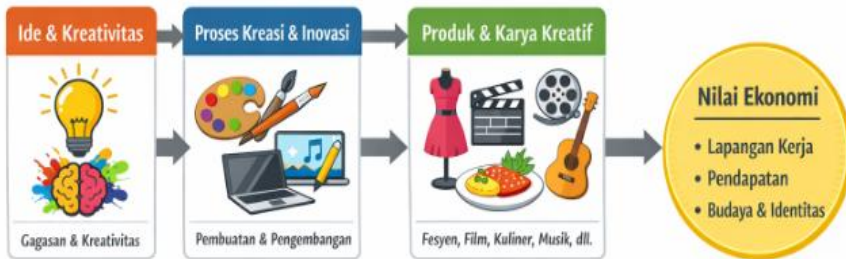 Ide & Kreativitas
Gagasan & Kreativitas
Proses Kreasi & Inovasi
Pembuatan & Pengembangan
Produk & Karya Kreatif
Fesyen, Film, Kuliner, Musik, dll.
Nilai Ekonomi
• Lapangan Kerja
• Pendapatan
• Budaya & Identitas